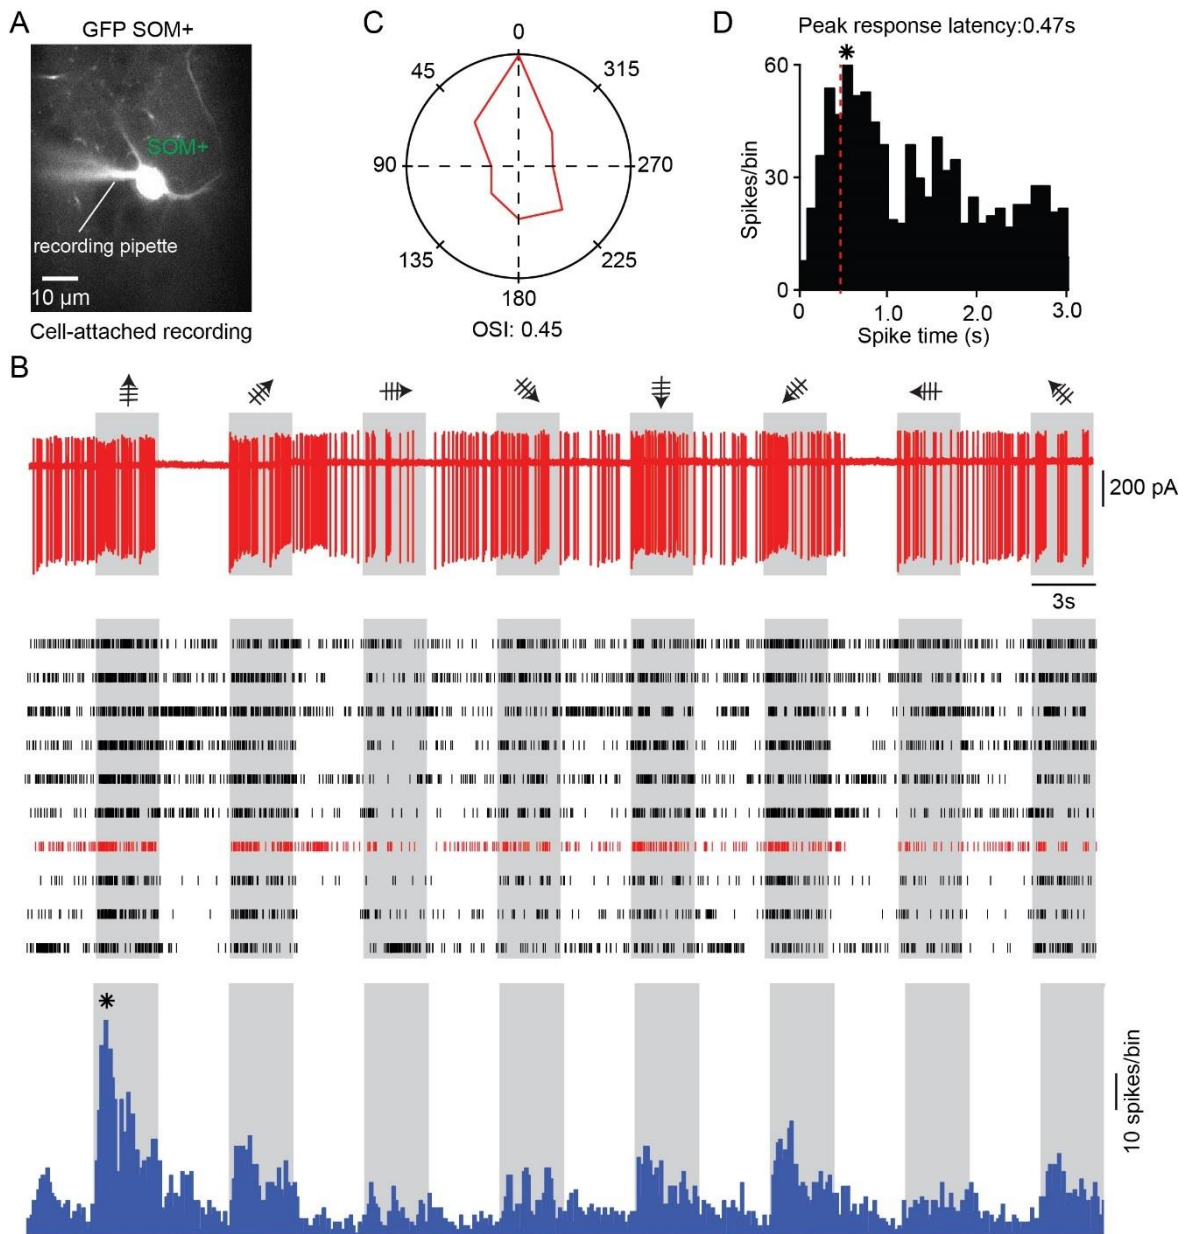 A
GFP SOM+
SOM+
recording pipette
10 µm
Cell-attached recording
C
0
45
315
90
270
135
225
180
OSI: 0.45
D
Peak response latency:0.47s
*
60
30
0
Spikes/bin
0
1.0
2.0
3.0
Spike time (s)
B
200 pA
3s
*
10 spikes/bin